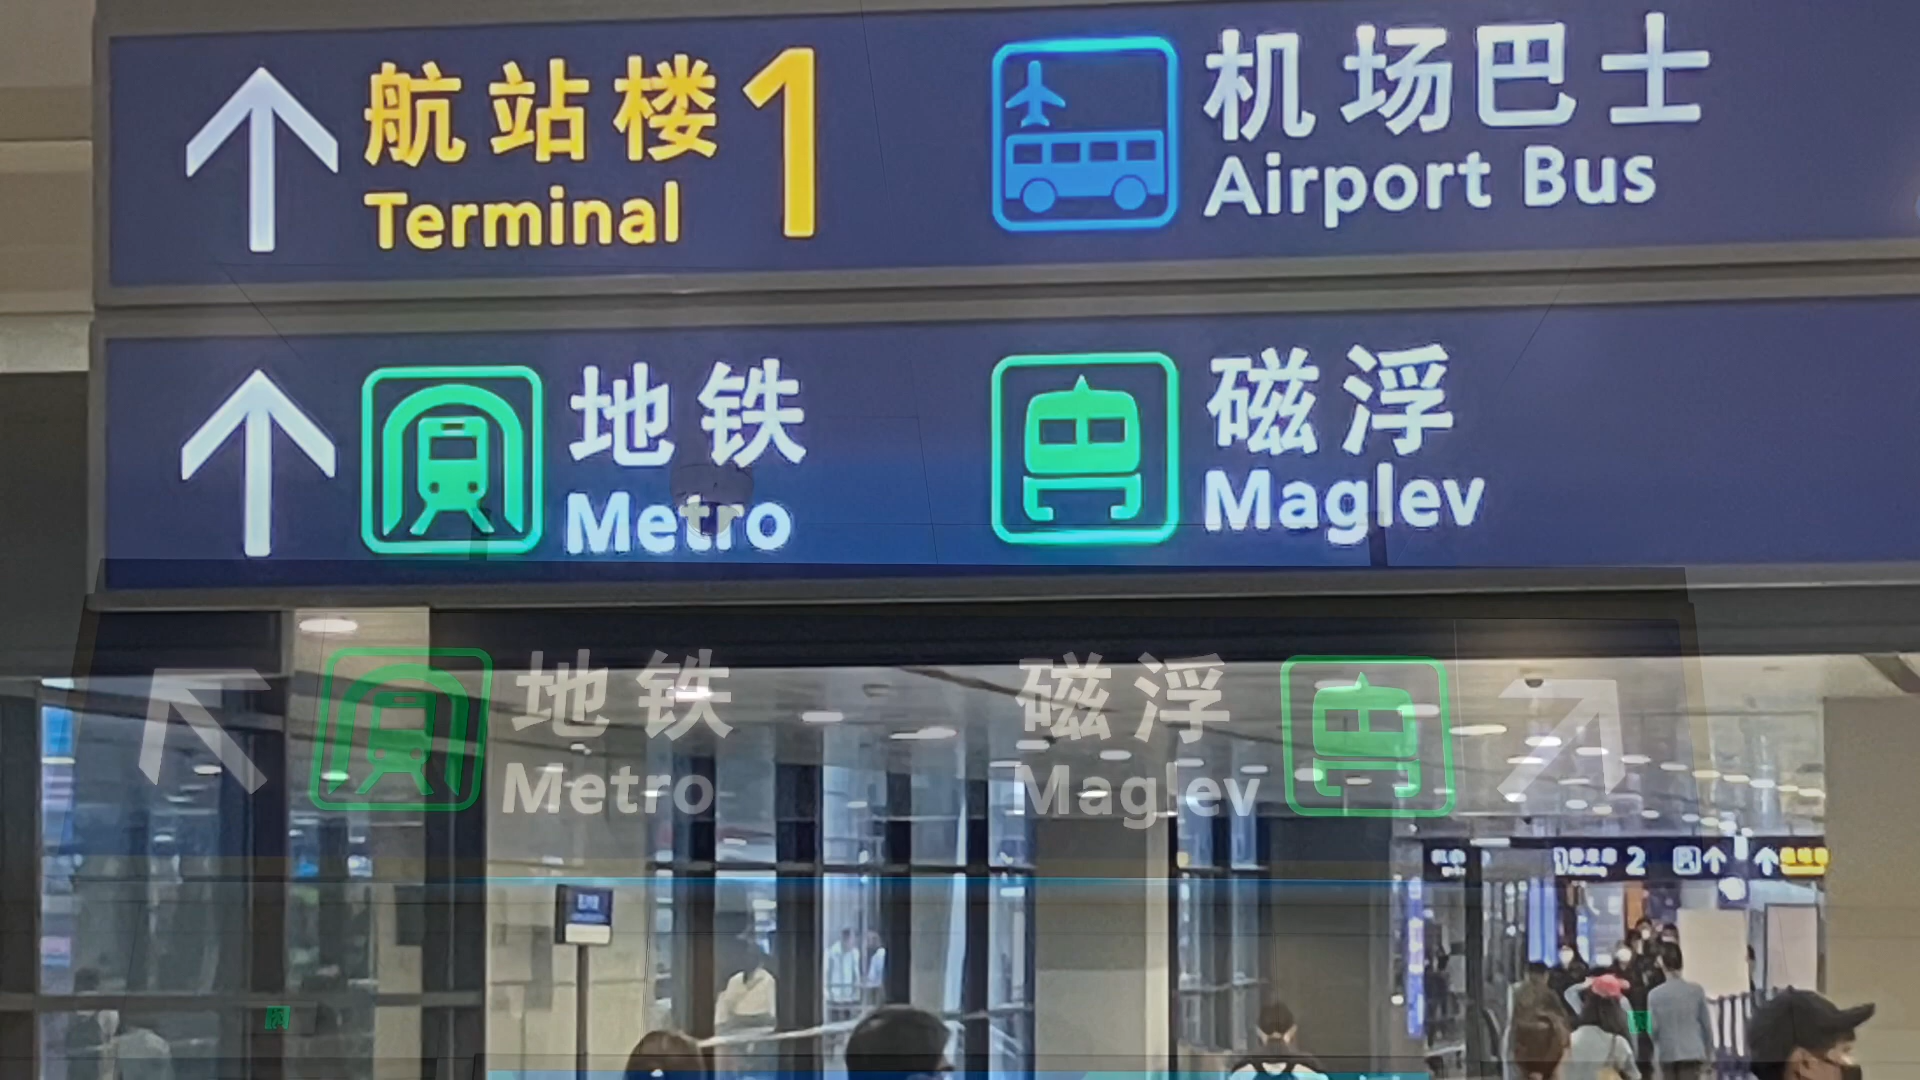 航站楼 1
Terminal
机场巴士
Airport Bus
地铁
Metro
磁浮
Maglev
地铁
Metro
磁浮
Maglev
2